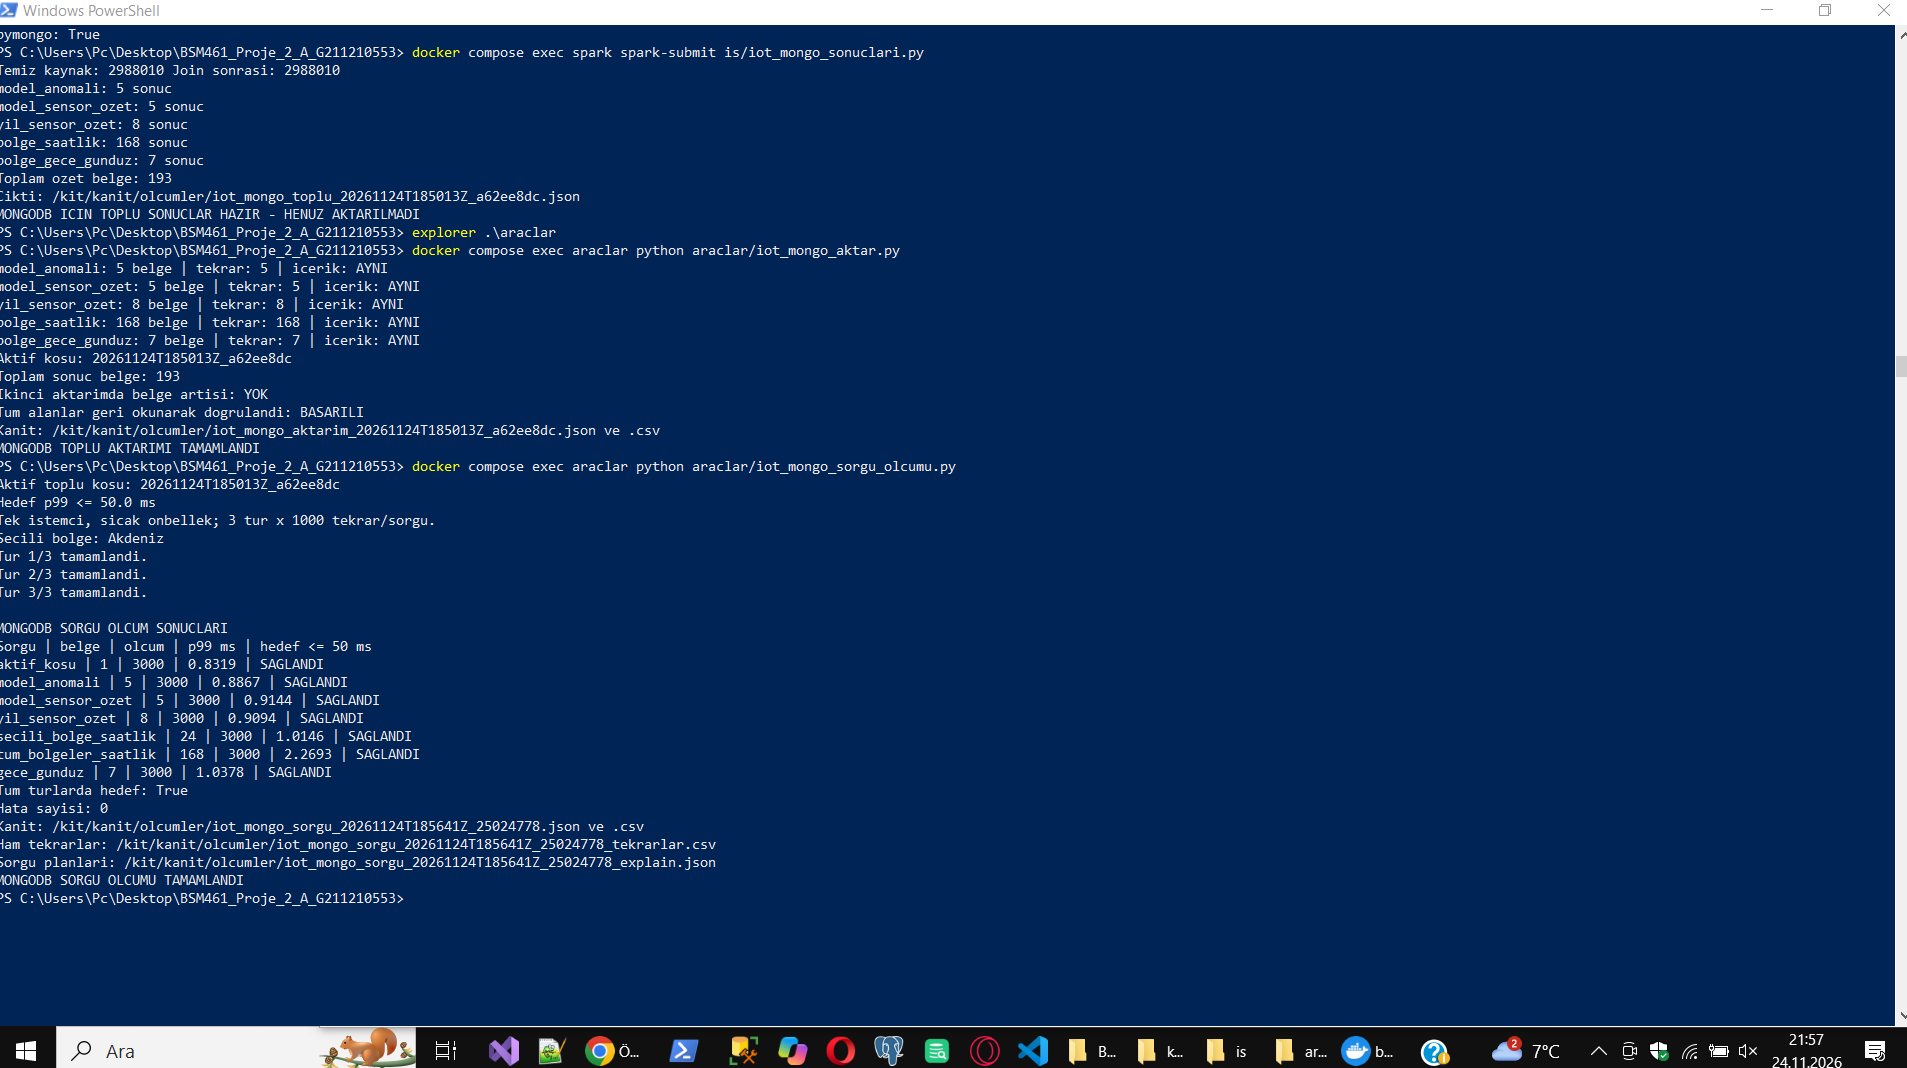 Windows PowerShell
pymongo: True
PS C:\Users\Pc\Desktop\BSM461_Proje_2_A_G211210553> docker compose exec spark spark-submit is/iot_mongo_sonuclari.py
Temiz kaynak: 2988010 Join sonrasi: 2988010
model_anomali: 5 sonuc
model_sensor_ozet: 5 sonuc
yil_sensor_ozet: 8 sonuc
bolge_saatlik: 168 sonuc
bolge_gece_gunduz: 7 sonuc
Toplam ozet belge: 193
Cikti: /kit/kanit/olcumler/iot_mongo_toplu_20261124T185013Z_a62ee8dc.json
MONGODB ICIN TOPLU SONUCLAR HAZIR - HENUZ AKTARILMADI
PS C:\Users\Pc\Desktop\BSM461_Proje_2_A_G211210553> explorer .\araclar
PS C:\Users\Pc\Desktop\BSM461_Proje_2_A_G211210553> docker compose exec araclar python araclar/iot_mongo_aktar.py
model_anomali: 5 belge | tekrar: 5 | icerik: AYNI
model_sensor_ozet: 5 belge | tekrar: 5 | icerik: AYNI
yil_sensor_ozet: 8 belge | tekrar: 8 | icerik: AYNI
bolge_saatlik: 168 belge | tekrar: 168 | icerik: AYNI
bolge_gece_gunduz: 7 belge | tekrar: 7 | icerik: AYNI
Aktif kosu: 20261124T185013Z_a62ee8dc
Toplam sonuc belge: 193
Ikinci aktarimda belge artisi: YOK
Tum alanlar geri okunarak dogrulandi: BASARILI
Kanit: /kit/kanit/olcumler/iot_mongo_aktarim_20261124T185013Z_a62ee8dc.json ve .csv
MONGODB TOPLU AKTARIMI TAMAMLANDI
PS C:\Users\Pc\Desktop\BSM461_Proje_2_A_G211210553> docker compose exec araclar python araclar/iot_mongo_sorgu_olcumu.py
Aktif toplu kosu: 20261124T185013Z_a62ee8dc
Hedef p99 <= 50.0 ms
Tek istemci, sicak onbellek; 3 tur x 1000 tekrar/sorgu.
Secili bolge: Akdeniz
Tur 1/3 tamamlandi.
Tur 2/3 tamamlandi.
Tur 3/3 tamamlandi.
MONGODB SORGU OLCUM SONUCLARI
Sorgu | belge | olcum | p99 ms | hedef <= 50 ms
aktif_kosu | 1 | 3000 | 0.8319 | SAGLANDI
model_anomali | 5 | 3000 | 0.8867 | SAGLANDI
model_sensor_ozet | 5 | 3000 | 0.9144 | SAGLANDI
yil_sensor_ozet | 8 | 3000 | 0.9094 | SAGLANDI
secili_bolge_saatlik | 24 | 3000 | 1.0146 | SAGLANDI
tum_bolgeler_saatlik | 168 | 3000 | 2.2693 | SAGLANDI
gece_gunduz | 7 | 3000 | 1.0378 | SAGLANDI
Tum turlarda hedef: True
Hata sayisi: 0
Kanit: /kit/kanit/olcumler/iot_mongo_sorgu_20261124T185641Z_25024778.json ve .csv
Ham tekrarlar: /kit/kanit/olcumler/iot_mongo_sorgu_20261124T185641Z_25024778_tekrarlar.csv
Sorgu planlari: /kit/kanit/olcumler/iot_mongo_sorgu_20261124T185641Z_25024778_explain.json
MONGODB SORGU OLCUMU TAMAMLANDI
PS C:\Users\Pc\Desktop\BSM461_Proje_2_A_G211210553>
Ara
Ö...
B...
k...
is
ar...
b...
2
7°C
21:57
24.11.2026